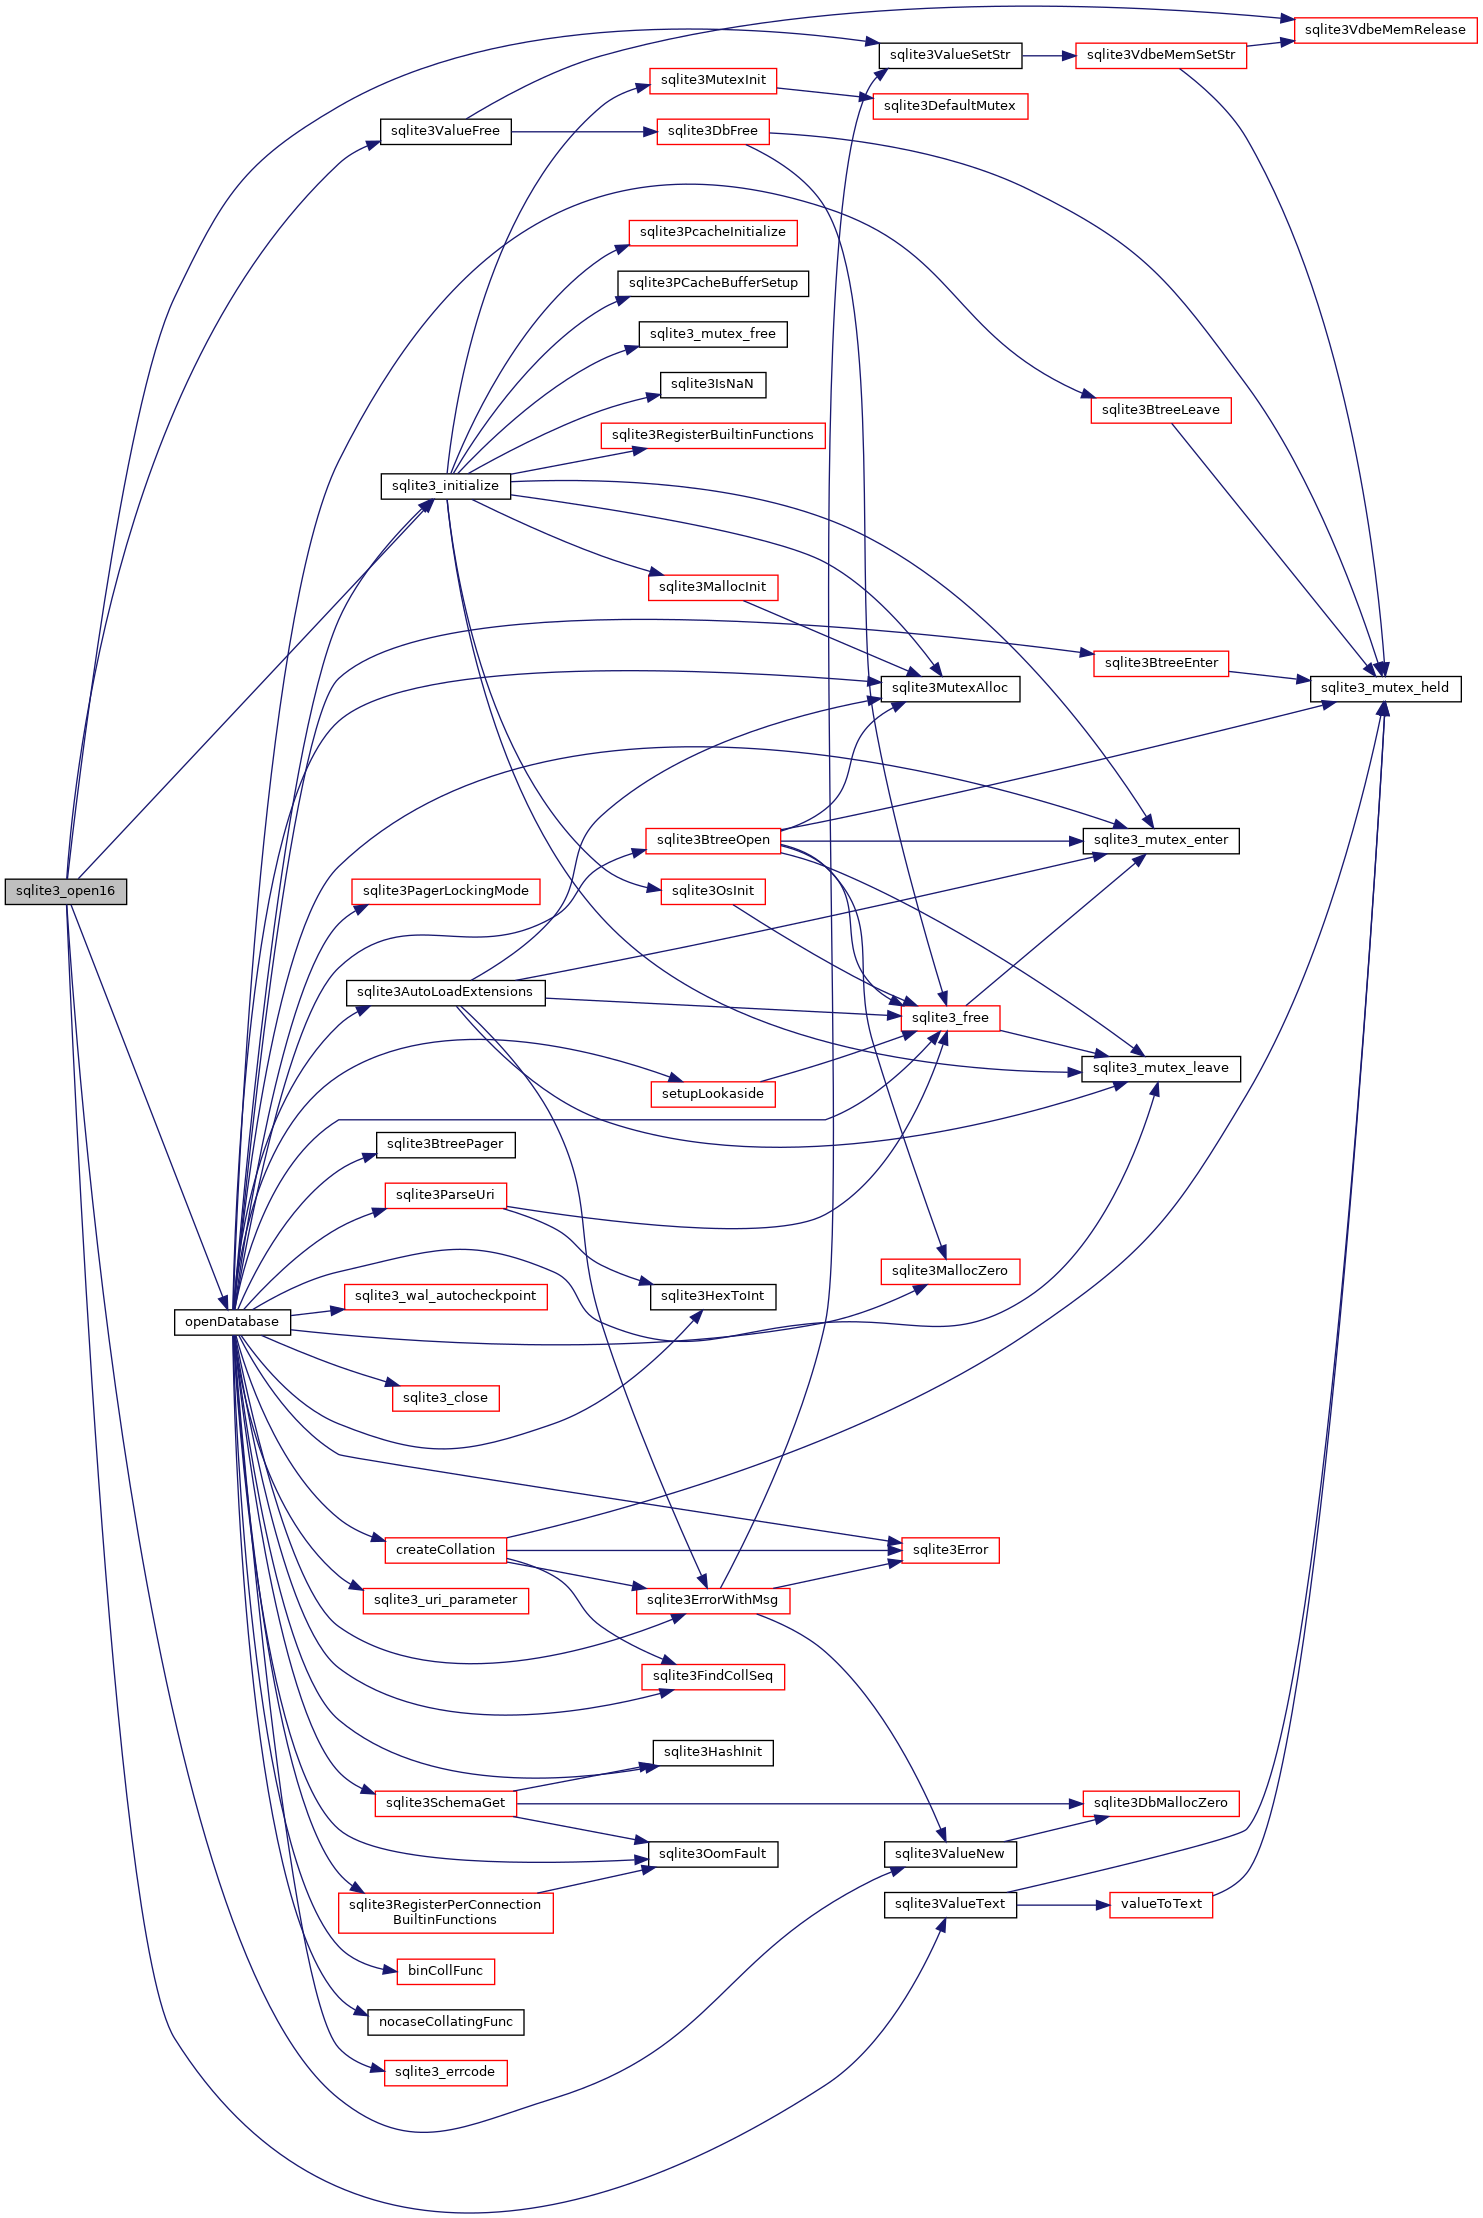 sqlite3VdbeMemRelease
sqlite3ValueSetStr
sqlite3VdbeMemSetStr
sqlite3MutexInit
sqlite3DefaultMutex
sqlite3ValueFree
sqlite3DbFree
sqlite3PcacheInitialize
sqlite3PCacheBufferSetup
sqlite3_mutex_free
sqlite3IsNaN
sqlite3BtreeLeave
sqlite3RegisterBuiltinFunctions
sqlite3_initialize
sqlite3MallocInit
sqlite3BtreeEnter
sqlite3MutexAlloc
sqlite3_mutex_held
sqlite3BtreeOpen
sqlite3_mutex_enter
sqlite3_open16
sqlite3PagerLockingMode
sqlite3OsInit
sqlite3AutoLoadExtensions
sqlite3_free
sqlite3_mutex_leave
setupLookaside
sqlite3BtreePager
sqlite3ParseUri
sqlite3MallocZero
sqlite3_wal_autocheckpoint
sqlite3HexToInt
openDatabase
sqlite3_close
createCollation
sqlite3Error
sqlite3_uri_parameter
sqlite3ErrorWithMsg
sqlite3FindCollSeq
sqlite3HashInit
sqlite3SchemaGet
sqlite3DbMallocZero
sqlite3OomFault
sqlite3ValueNew
sqlite3RegisterPerConnection
BuiltinFunctions
sqlite3ValueText
valueToText
binCollFunc
nocaseCollatingFunc
sqlite3_errcode